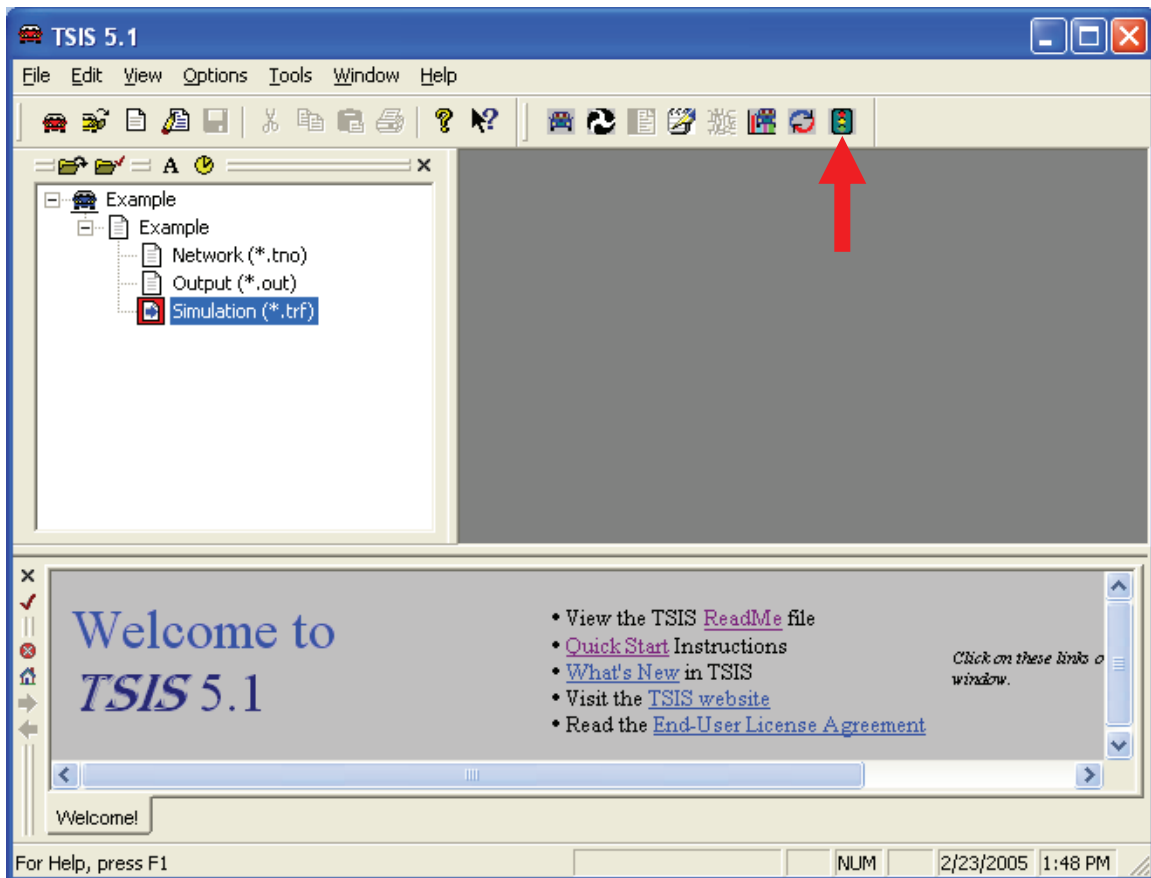 TSIS 5.1
File Edit View Options Tools Window Help
A
Example
Example
Network (*.tno)
Output (*.out)
Simulation (*.trf)
Welcome to
TSIS 5.1
• View the TSIS ReadMe file
• Quick Start Instructions
• What's New in TSIS
• Visit the TSIS website
• Read the End-User License Agreement
Click on these links o
window.
Welcome!
For Help, press F1 NUM 2/23/2005 1:48 PM